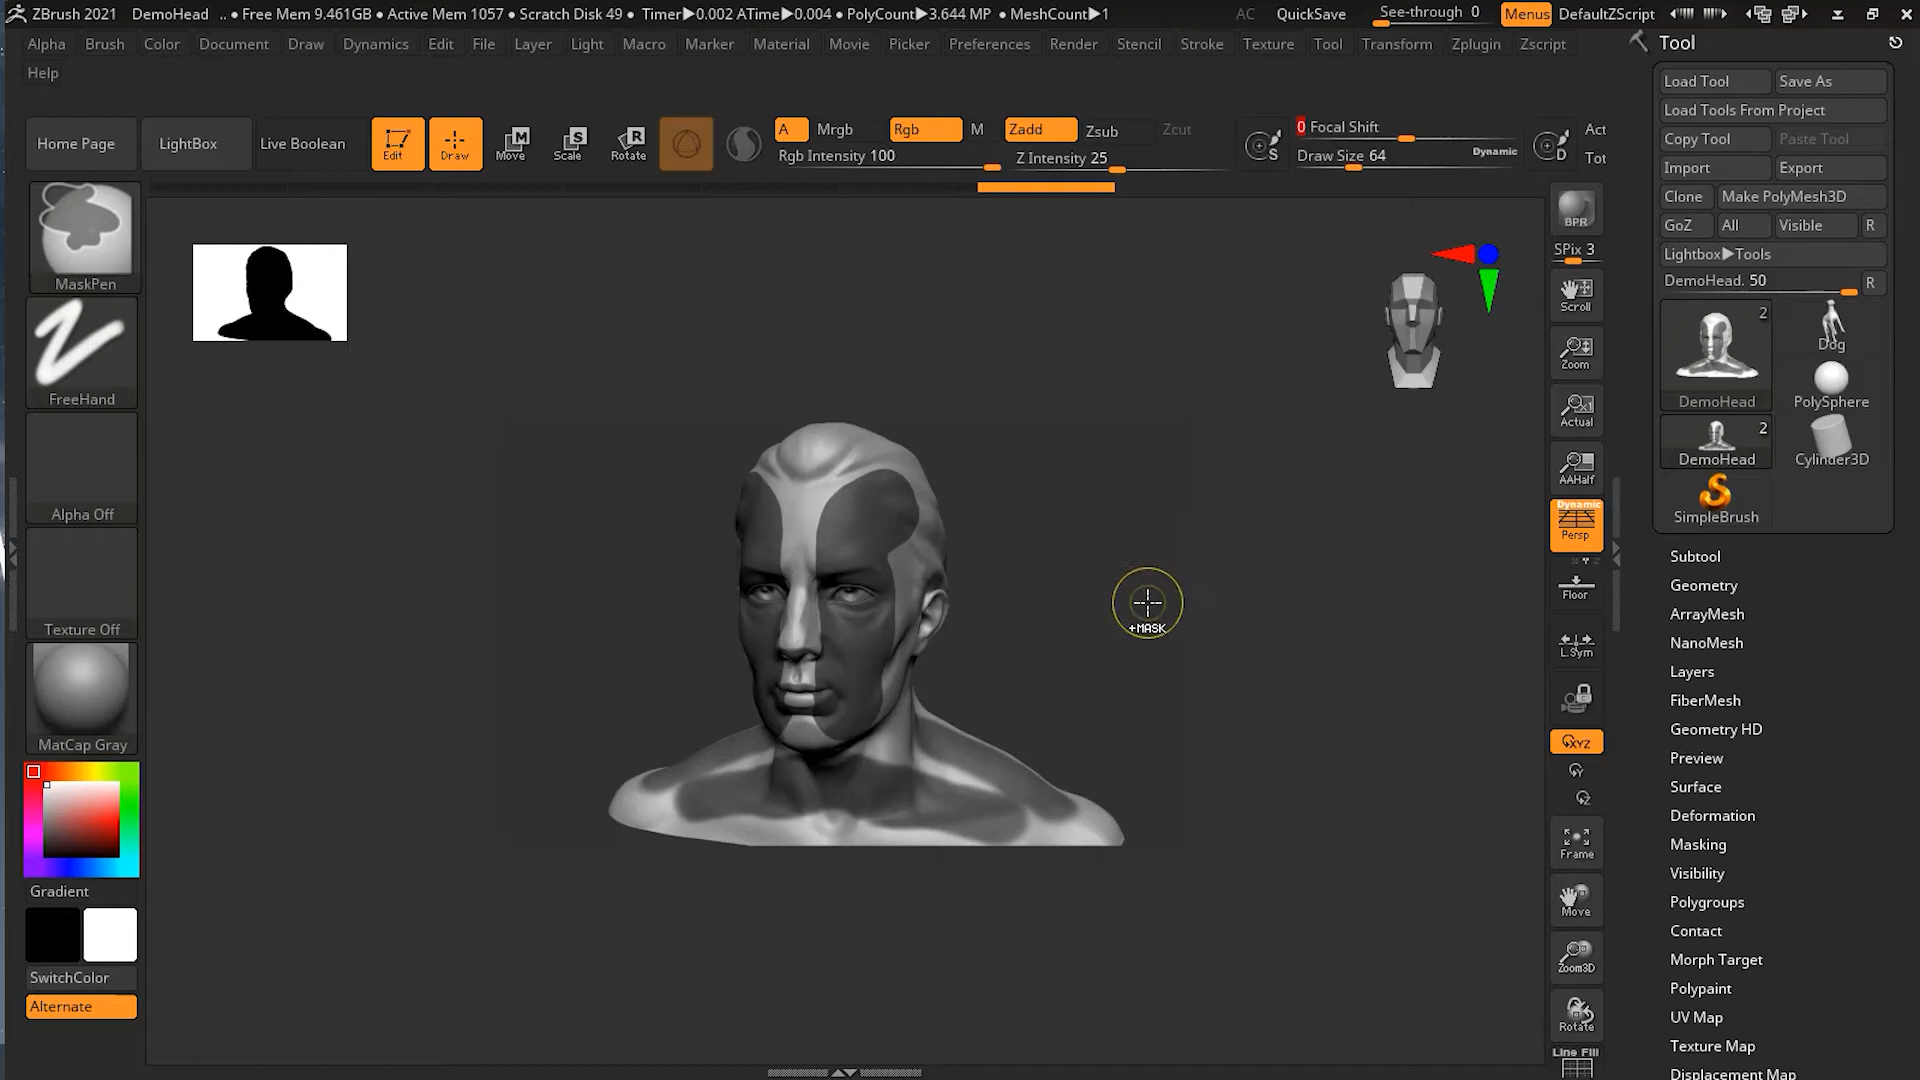 ZBrush 2021 DemoHead .. • Free Mem 9.461GB • Active Mem 1057 • Scratch Disk 49 • Timer▶0.002 ATime▶0.004 • PolyCount▶3.644 MP • MeshCount▶1 AC QuickSave See-through 0 Menus DefaultZScript
Alpha Brush Color Document Draw Dynamics Edit File Layer Light Macro Marker Material Movie Picker Preferences Render Stencil Stroke Texture Tool Transform Zplugin Zscript
Help
Home Page LightBox Live Boolean Edit Draw Move Scale Rotate
A Mrgb Rgb M Zadd Zsub Zcut
Rgb Intensity 100 Z Intensity 25
S 0 Focal Shift
Draw Size 64 Dynamic D
Act
Tot
MaskPen
FreeHand
Alpha Off
Texture Off
MatCap Gray
Gradient
SwitchColor
Alternate
+MASK
BPR
SPix 3
Scroll
Zoom
Actual
AAHalf
Dynamic
Persp
Floor
L.Sym
XYZ
Y
Z
Frame
Move
Zoom3D
Rotate
Line Fill
Tool
Load Tool Save As
Load Tools From Project
Copy Tool Paste Tool
Import Export
Clone Make PolyMesh3D
GoZ All Visible R
Lightbox▶Tools
DemoHead. 50 R
2
DemoHead Dog
PolySphere
2
DemoHead Cylinder3D
SimpleBrush
Subtool
Geometry
ArrayMesh
NanoMesh
Layers
FiberMesh
Geometry HD
Preview
Surface
Deformation
Masking
Visibility
Polygroups
Contact
Morph Target
Polypaint
UV Map
Texture Map
Displacement Map